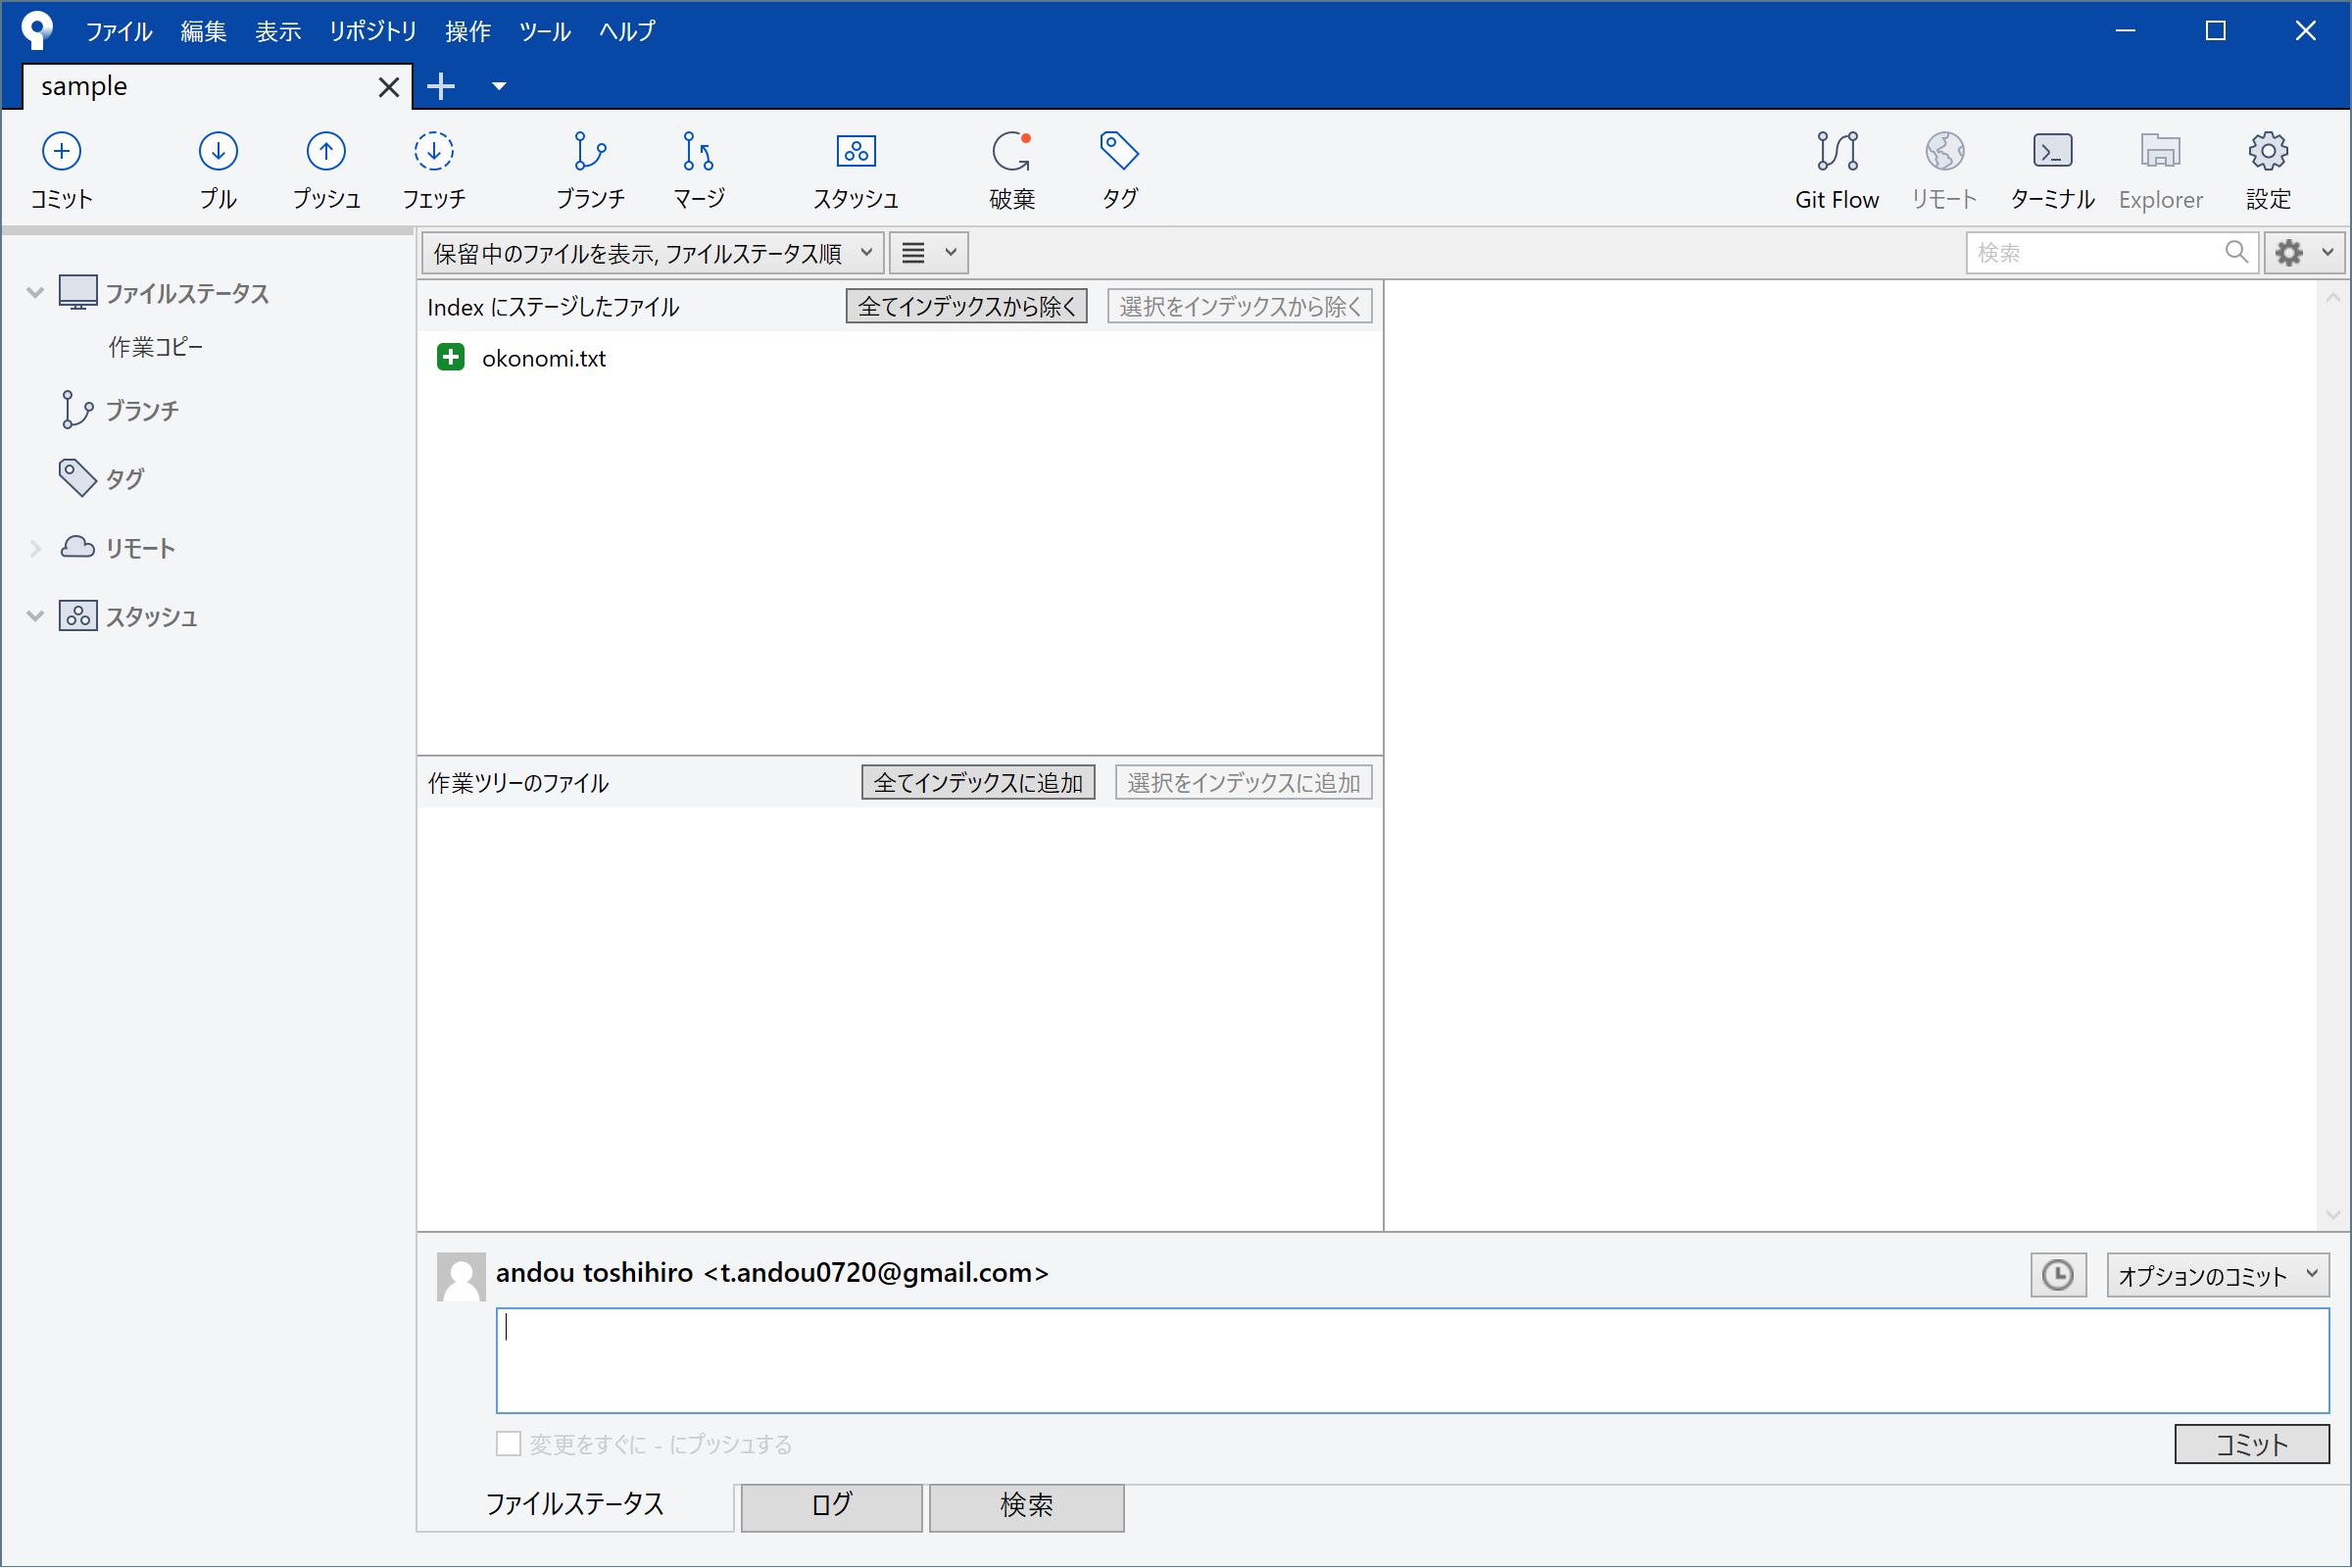 ファイル 編集 表示 リポジトリ 操作 ツール ヘルプ
sample
コミット プル プッシュ フェッチ ブランチ マージ スタッシュ 破棄 タグ Git Flow リモート ターミナル Explorer 設定
保留中のファイルを表示, ファイルステータス順 検索
ファイルステータス
作業コピー
ブランチ
タグ
リモート
スタッシュ
Index にステージしたファイル 全てインデックスから除く 選択をインデックスから除く
okonomi.txt
作業ツリーのファイル 全てインデックスに追加 選択をインデックスに追加
andou toshihiro <t.andou0720@gmail.com> オプションのコミット
変更をすぐに - にプッシュする コミット
ファイルステータス ログ 検索